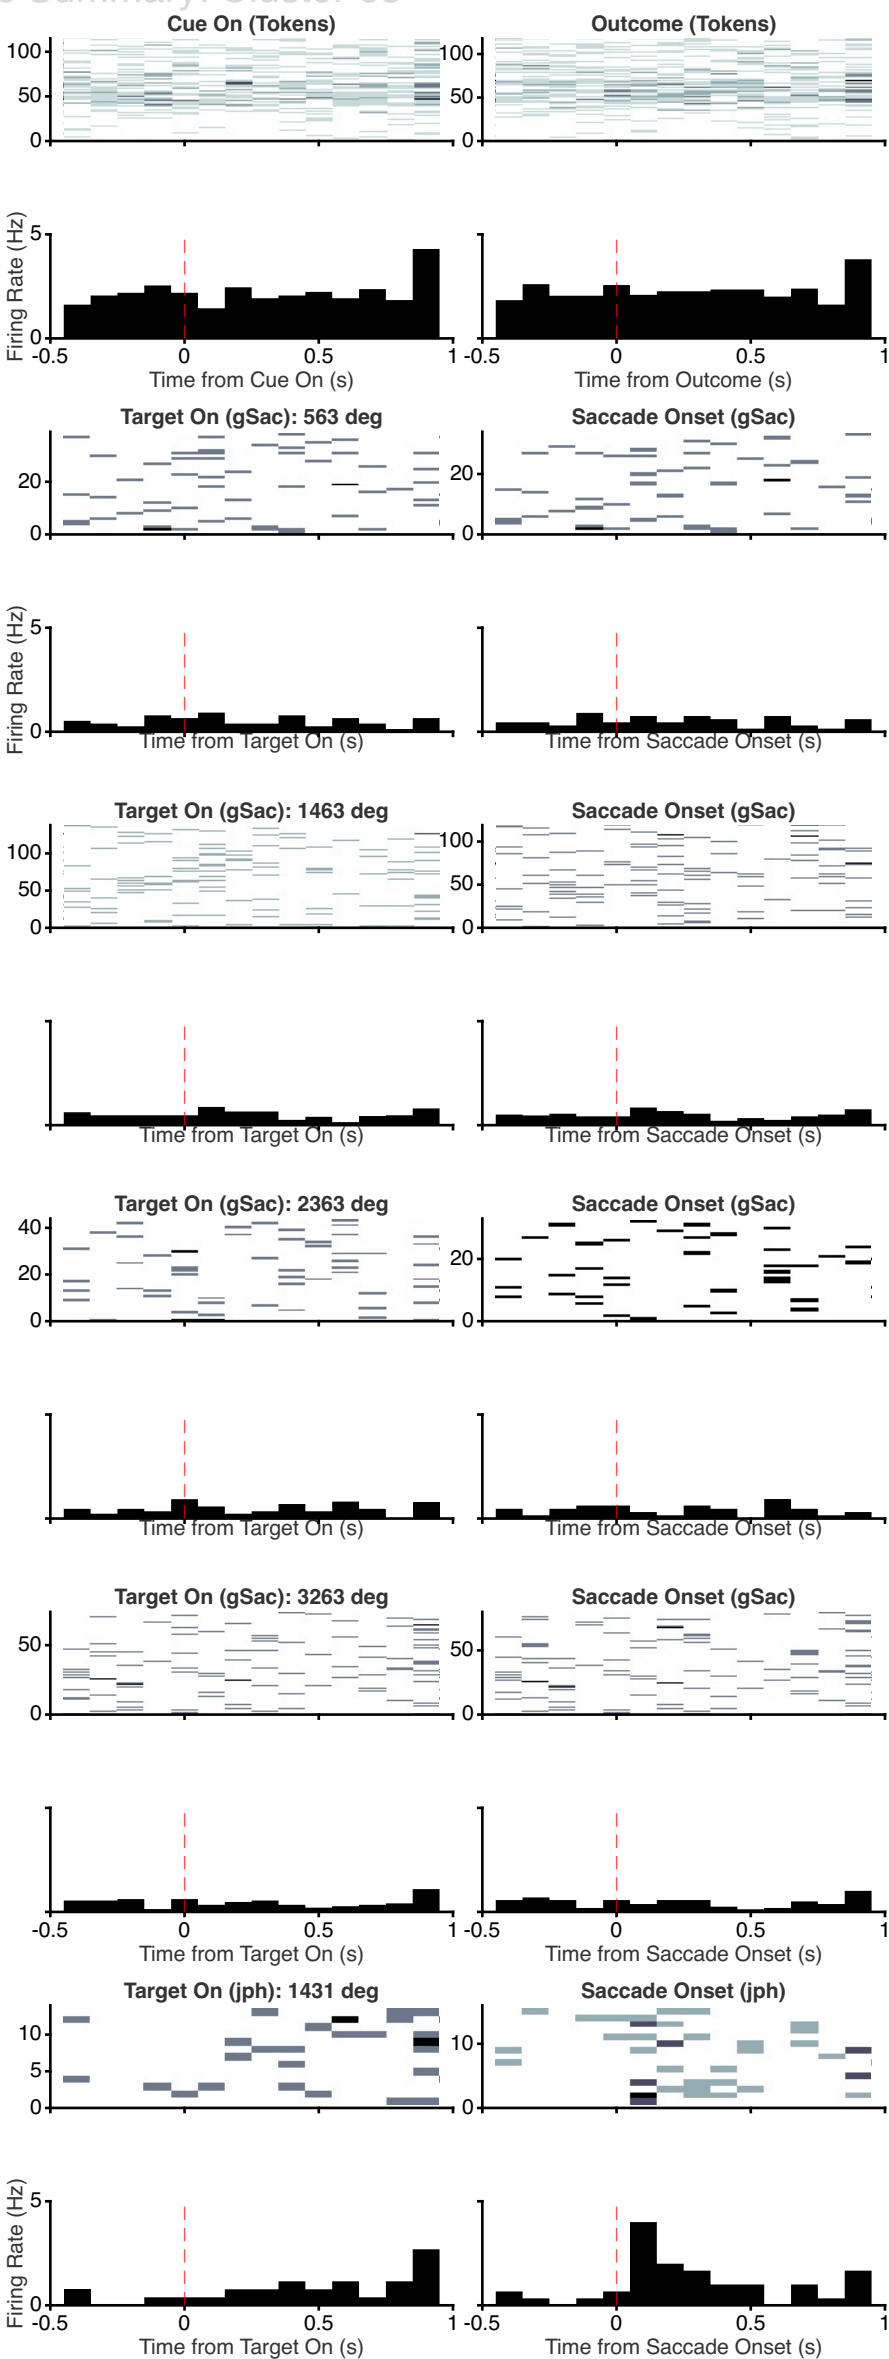 Summary: Cluster
Cue On (Tokens)
Outcome (Tokens)
100
50
0
100
50
0
Firing Rate (Hz)
5
0
-0.5 0 0.5 1
-0.5 0 0.5 1
Time from Cue On (s)
Time from Outcome (s)
Target On (gSac): 563 deg
Saccade Onset (gSac)
20
0
20
0
Firing Rate (Hz)
5
0
Time from Target On (s)
Time from Saccade Onset (s)
Target On (gSac): 1463 deg
Saccade Onset (gSac)
100
50
0
100
50
0
Time from Target On (s)
Time from Saccade Onset (s)
Target On (gSac): 2363 deg
Saccade Onset (gSac)
40
20
0
20
0
Time from Target On (s)
Time from Saccade Onset (s)
Target On (gSac): 3263 deg
Saccade Onset (gSac)
50
0
50
0
-0.5 0 0.5 1
-0.5 0 0.5 1
Time from Target On (s)
Time from Saccade Onset (s)
Target On (jph): 1431 deg
Saccade Onset (jph)
10
5
0
10
0
Firing Rate (Hz)
5
0
-0.5 0 0.5 1
-0.5 0 0.5 1
Time from Target On (s)
Time from Saccade Onset (s)